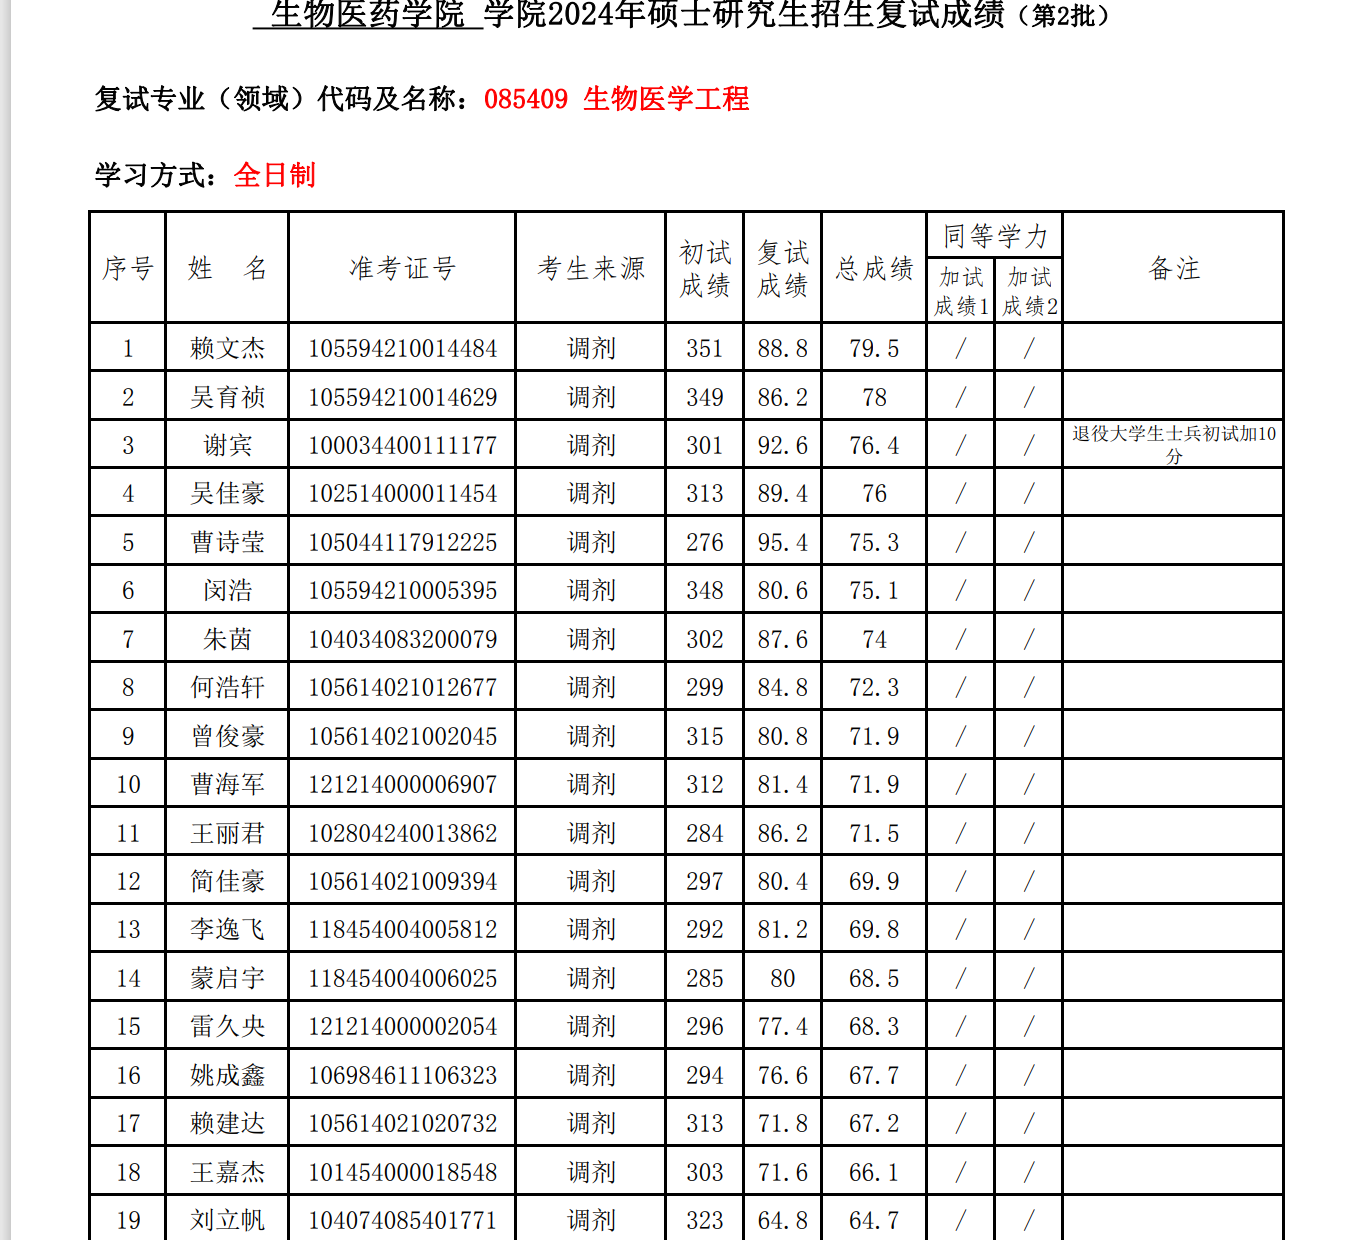 生物医药学院 学院2024年硕士研究生招生复试成绩（第2批）
复试专业（领域）代码及名称：085409 生物医学工程
学习方式：全日制
序号 姓 名 准考证号 考生来源 初试成绩 复试成绩 总成绩 同等学力 加试成绩1 加试成绩2 备注
1 赖文杰 105594210014484 调剂 351 88.8 79.5 / /
2 吴育祯 105594210014629 调剂 349 86.2 78 / /
3 谢宾 100034400111177 调剂 301 92.6 76.4 / / 退役大学生士兵初试加10分
4 吴佳豪 102514000011454 调剂 313 89.4 76 / /
5 曹诗莹 105044117912225 调剂 276 95.4 75.3 / /
6 闵浩 105594210005395 调剂 348 80.6 75.1 / /
7 朱茵 104034083200079 调剂 302 87.6 74 / /
8 何浩轩 105614021012677 调剂 299 84.8 72.3 / /
9 曾俊豪 105614021002045 调剂 315 80.8 71.9 / /
10 曹海军 121214000006907 调剂 312 81.4 71.9 / /
11 王丽君 102804240013862 调剂 284 86.2 71.5 / /
12 简佳豪 105614021009394 调剂 297 80.4 69.9 / /
13 李逸飞 118454004005812 调剂 292 81.2 69.8 / /
14 蒙启宇 118454004006025 调剂 285 80 68.5 / /
15 雷久央 121214000002054 调剂 296 77.4 68.3 / /
16 姚成鑫 106984611106323 调剂 294 76.6 67.7 / /
17 赖建达 105614021020732 调剂 313 71.8 67.2 / /
18 王嘉杰 101454000018548 调剂 303 71.6 66.1 / /
19 刘立帆 104074085401771 调剂 323 64.8 64.7 / /